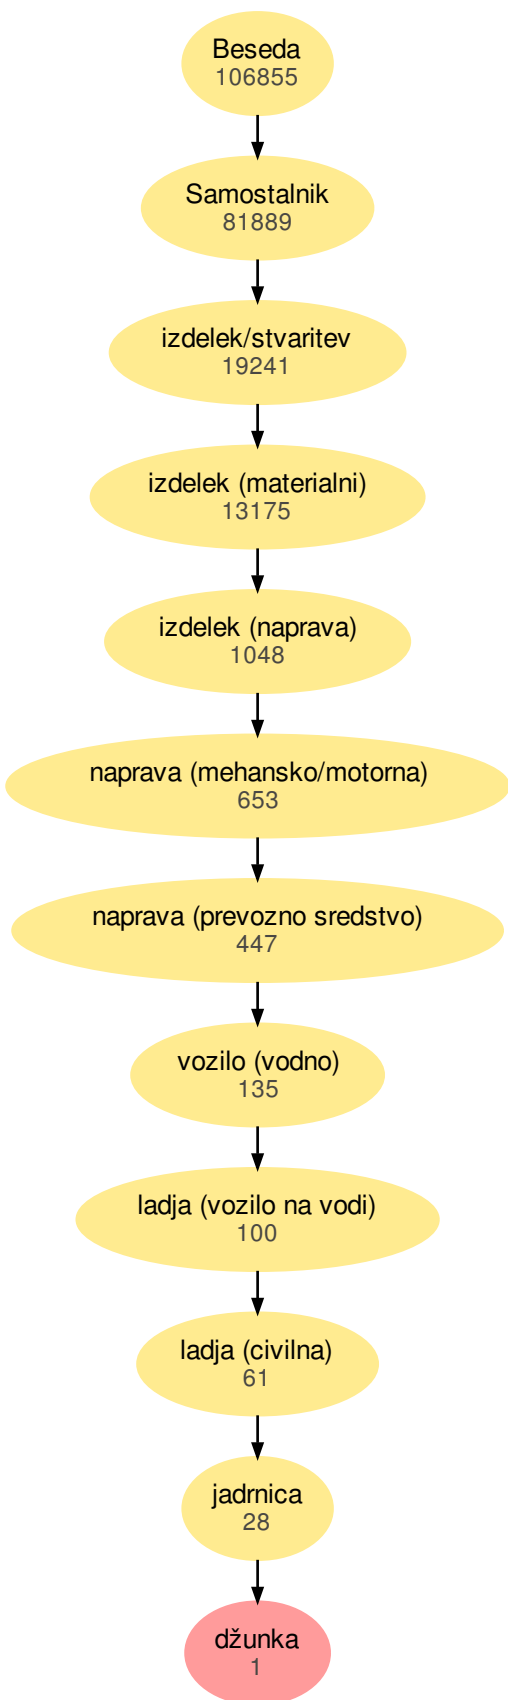 Beseda
106855
Samostalnik
81889
izdelek/stvaritev
19241
izdelek (materialni)
13175
izdelek (naprava)
1048
naprava (mehansko/motorna)
653
naprava (prevozno sredstvo)
447
vozilo (vodno)
135
ladja (vozilo na vodi)
100
ladja (civilna)
61
jadrnica
28
džunka
1